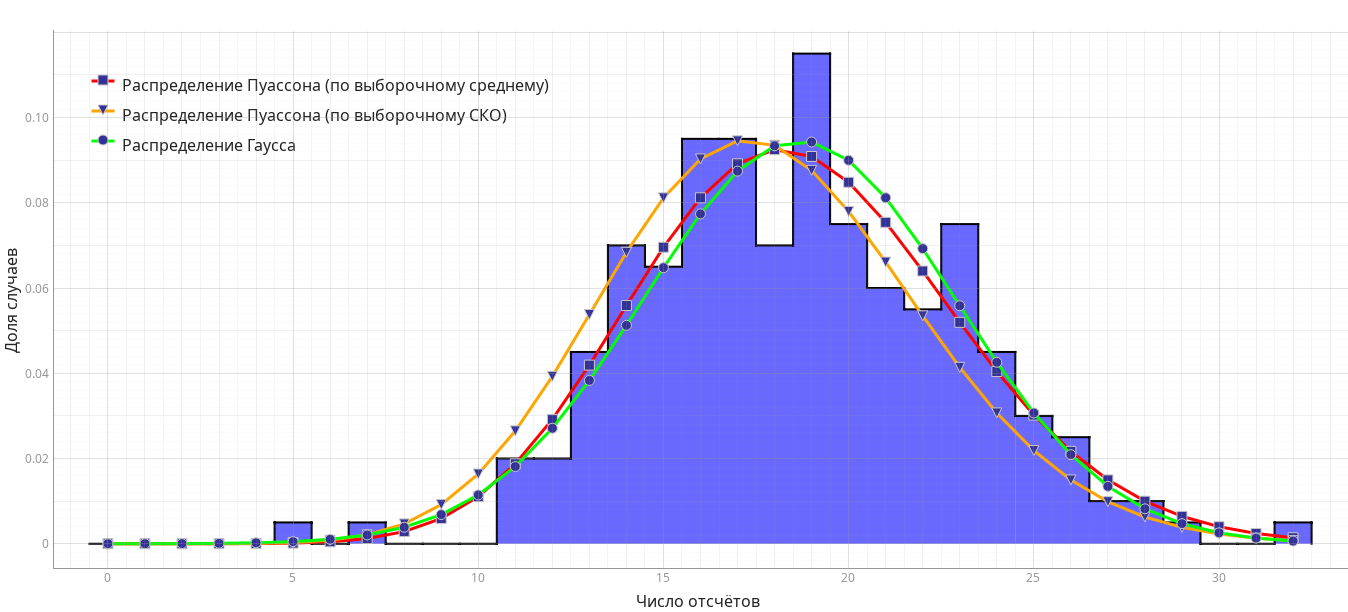 Распределение Пуассона (по выборочному среднему)
Распределение Пуассона (по выборочному СКО)
Распределение Гаусса
Доля случаев
0.10
0.08
0.06
0.04
0.02
0
0 5 10 15 20 25 30
Число отсчётов